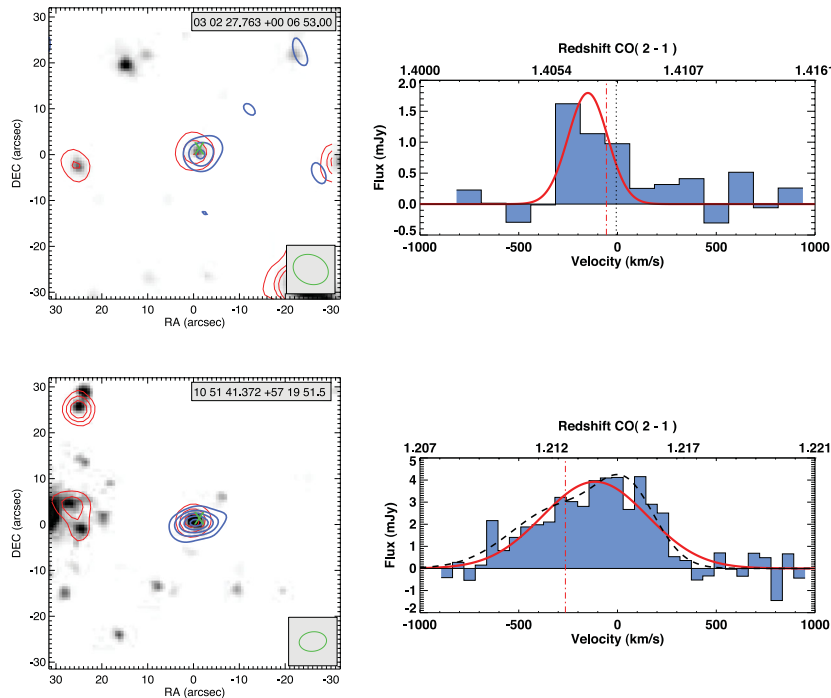 03 02 27.763 +00 06 53.00
30
20
10
0
-10
-20
-30
DEC (arcsec)
30 20 10 0 -10 -20 -30
RA (arcsec)
Redshift CO( 2 - 1 )
1.4000 1.4054 1.4107 1.4161
2.0
1.5
1.0
0.5
0.0
-0.5
Flux (mJy)
-1000 -500 0 500 1000
Velocity (km/s)
10 51 41.372 +57 19 51.5
30
20
10
0
-10
-20
-30
DEC (arcsec)
30 20 10 0 -10 -20 -30
RA (arcsec)
Redshift CO( 2 - 1 )
1.207 1.212 1.217 1.221
5
4
3
2
1
0
-1
-2
Flux (mJy)
-1000 -500 0 500 1000
Velocity (km/s)